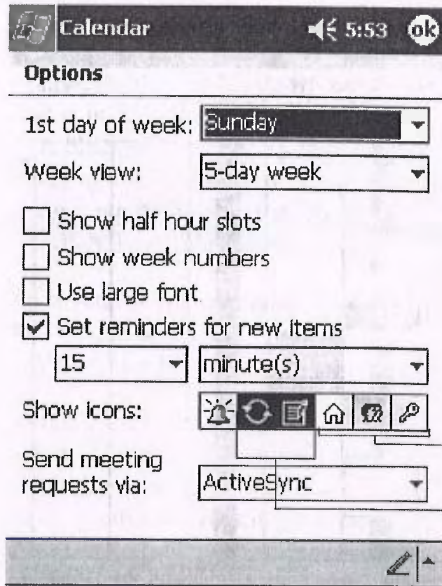 Calendar 5:53 ok
Options
1st day of week: Sunday
Week view: 5-day week
Show half hour slots
Show week numbers
Use large font
Set reminders for new items
15 minute(s)
Show icons:
Send meeting
requests via: ActiveSync